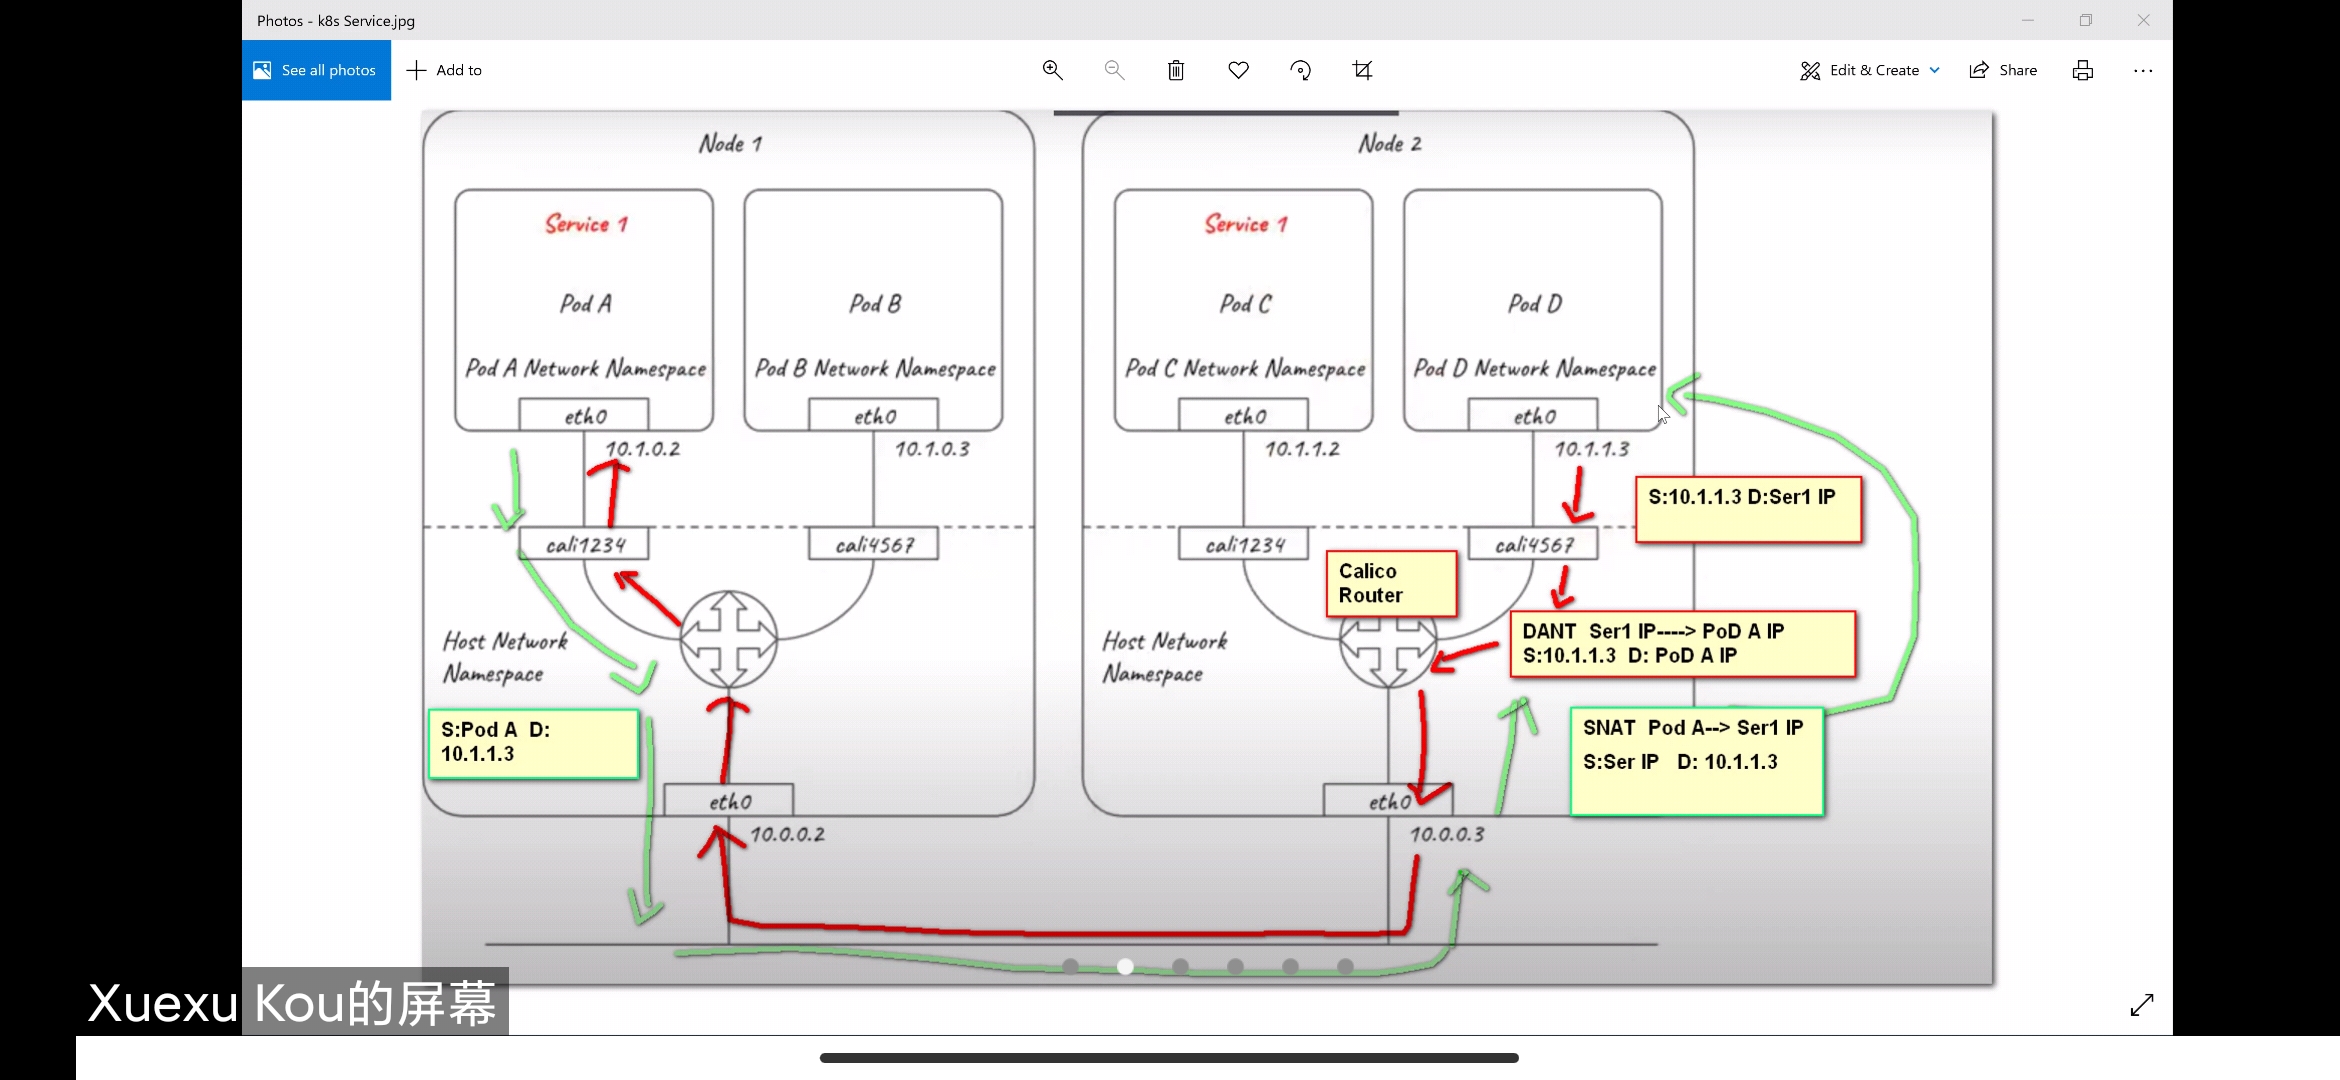 Photos - k8s Service.jpg
See all photos
Add to
Edit & Create
Share
Node 1
Node 2
Service 1
Service 1
Pod A
Pod B
Pod C
Pod D
Pod A Network Namespace
Pod B Network Namespace
Pod C Network Namespace
Pod D Network Namespace
eth0
eth0
eth0
eth0
10.1.0.2
10.1.0.3
10.1.1.2
10.1.1.3
S:10.1.1.3 D:Ser1 IP
cali1234
cali4567
cali1234
cali4567
Calico
Router
Host Network
Namespace
Host Network
Namespace
DANT Ser1 IP----> PoD A IP
S:10.1.1.3 D: PoD A IP
S:Pod A D:
10.1.1.3
SNAT Pod A--> Ser1 IP
S:Ser IP D: 10.1.1.3
eth0
eth0
10.0.0.2
10.0.0.3
Xuexu Kou的屏幕